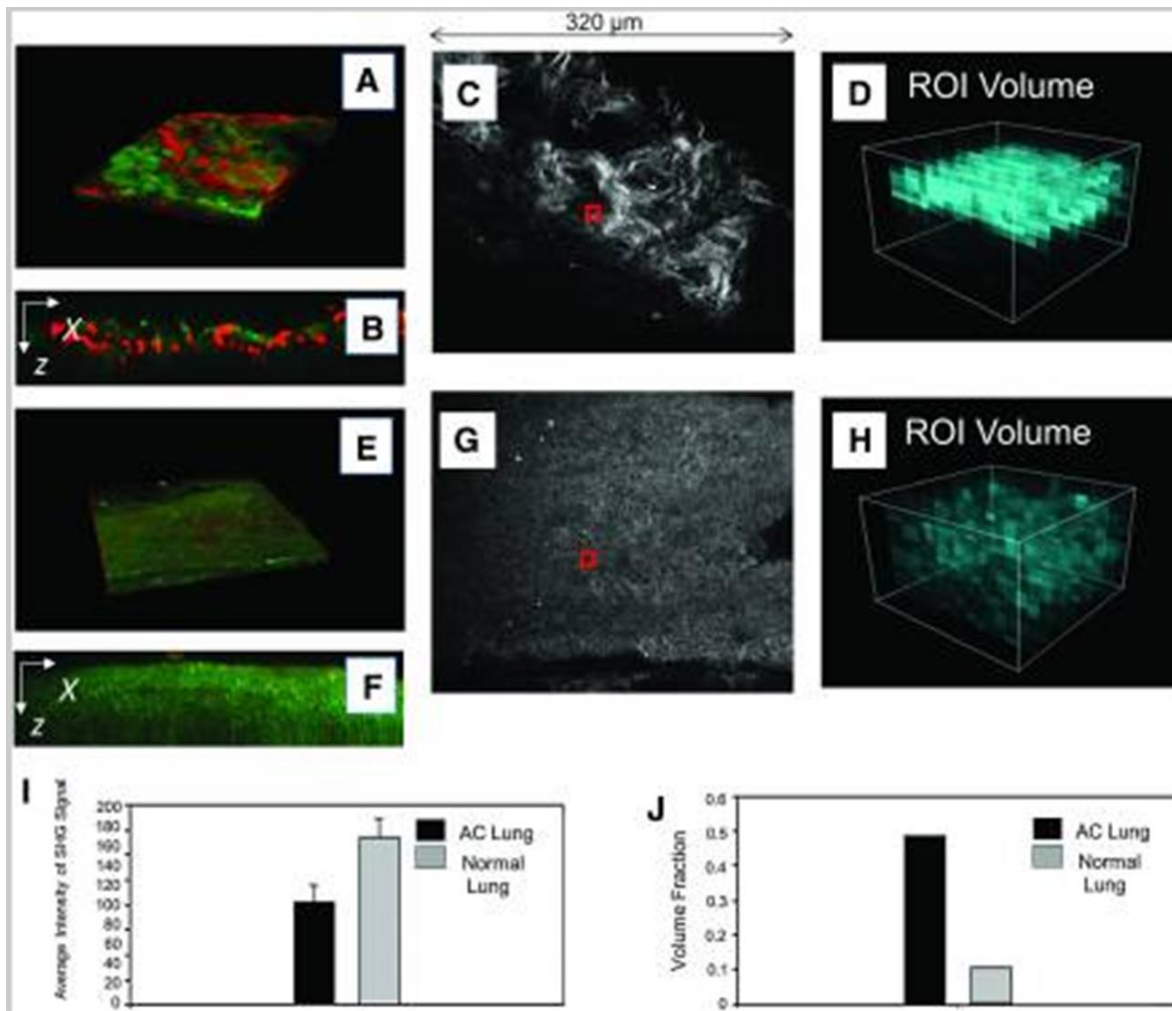 320 µm
A
C
D
ROI Volume
B
X
z
E
G
H
ROI Volume
F
X
z
I
Average Intensity of SHG Signal
200
180
160
140
120
100
80
60
40
20
0
AC Lung
Normal
Lung
J
Volume Fraction
0.6
0.5
0.4
0.3
0.2
0.1
0
AC Lung
Normal
Lung